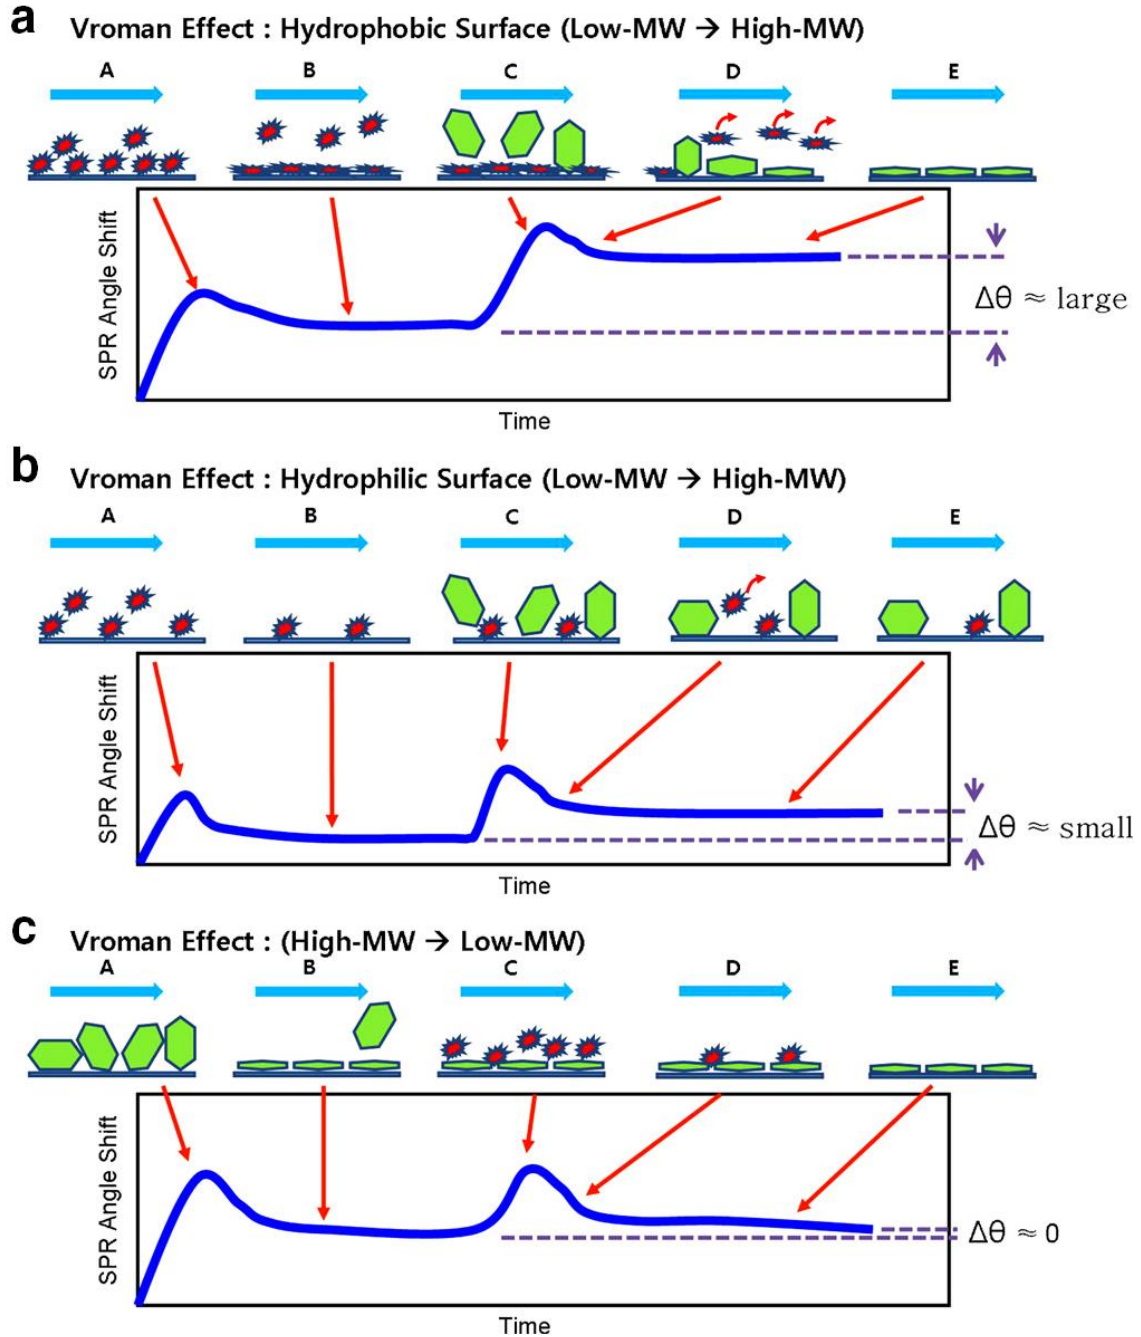 a Vroman Effect : Hydrophobic Surface (Low-MW → High-MW)
A B C D E
SPR Angle Shift
Δθ ≈ large
Time
b Vroman Effect : Hydrophilic Surface (Low-MW → High-MW)
A B C D E
SPR Angle Shift
Δθ ≈ small
Time
c Vroman Effect : (High-MW → Low-MW)
A B C D E
SPR Angle Shift
Δθ ≈ 0
Time